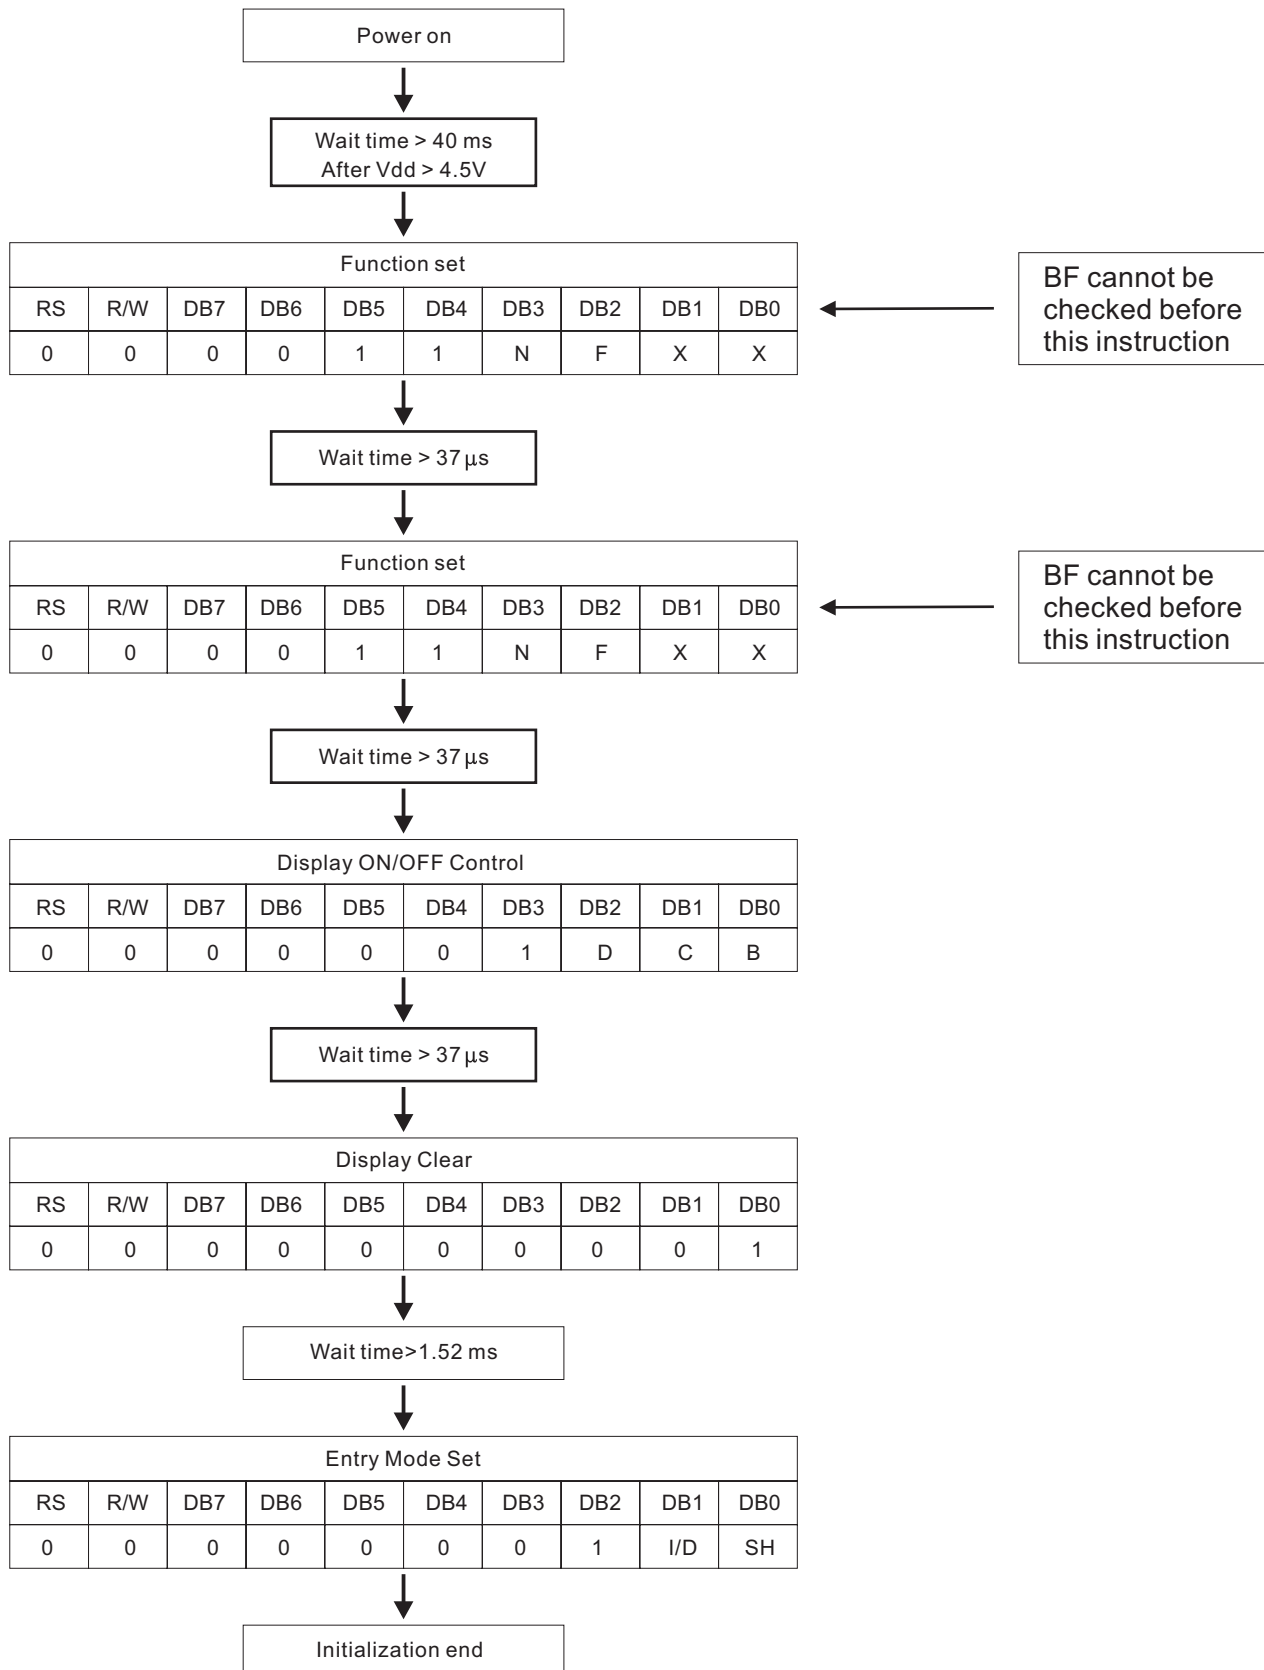 Power on
Wait time > 40 ms
After Vdd > 4.5V
Function set
RS R/W DB7 DB6 DB5 DB4 DB3 DB2 DB1 DB0
0 0 0 0 1 1 N F X X
BF cannot be
checked before
this instruction
Wait time > 37 μs
Function set
RS R/W DB7 DB6 DB5 DB4 DB3 DB2 DB1 DB0
0 0 0 0 1 1 N F X X
BF cannot be
checked before
this instruction
Wait time > 37 μs
Display ON/OFF Control
RS R/W DB7 DB6 DB5 DB4 DB3 DB2 DB1 DB0
0 0 0 0 0 0 1 D C B
Wait time > 37 μs
Display Clear
RS R/W DB7 DB6 DB5 DB4 DB3 DB2 DB1 DB0
0 0 0 0 0 0 0 0 0 1
Wait time>1.52 ms
Entry Mode Set
RS R/W DB7 DB6 DB5 DB4 DB3 DB2 DB1 DB0
0 0 0 0 0 0 0 1 I/D SH
Initialization end